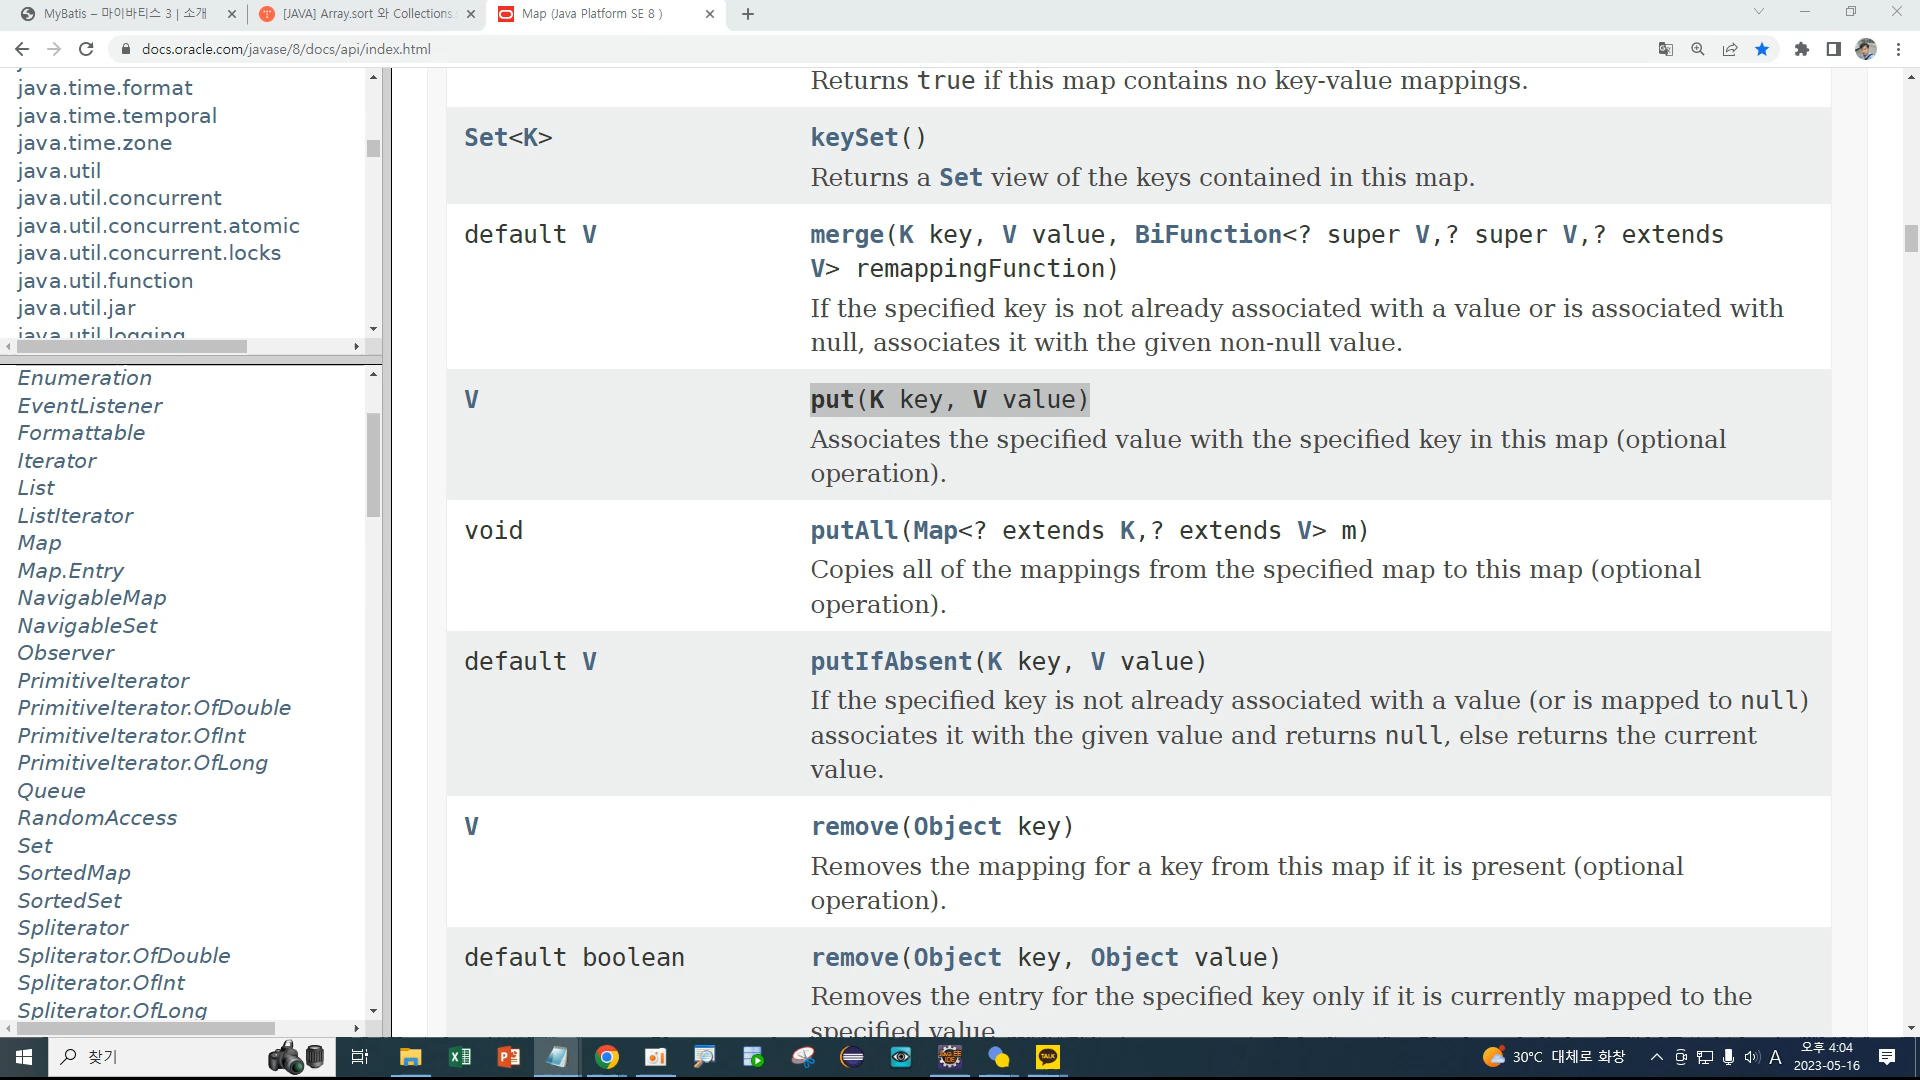 MyBatis – 마이바티스 3 | 소개
[JAVA] Array.sort 와 Collections.
Map (Java Platform SE 8 )
docs.oracle.com/javase/8/docs/api/index.html
java.time.format
java.time.temporal
java.time.zone
java.util
java.util.concurrent
java.util.concurrent.atomic
java.util.concurrent.locks
java.util.function
java.util.jar
java.util.logging
Enumeration
EventListener
Formattable
Iterator
List
ListIterator
Map
Map.Entry
NavigableMap
NavigableSet
Observer
PrimitiveIterator
PrimitiveIterator.OfDouble
PrimitiveIterator.OfInt
PrimitiveIterator.OfLong
Queue
RandomAccess
Set
SortedMap
SortedSet
Spliterator
Spliterator.OfDouble
Spliterator.OfInt
Spliterator.OfLong
Returns true if this map contains no key-value mappings.
Set<K>
keySet()
Returns a Set view of the keys contained in this map.
default V
merge(K key, V value, BiFunction<? super V,? super V,? extends
V> remappingFunction)
If the specified key is not already associated with a value or is associated with
null, associates it with the given non-null value.
V
put(K key, V value)
Associates the specified value with the specified key in this map (optional
operation).
void
putAll(Map<? extends K,? extends V> m)
Copies all of the mappings from the specified map to this map (optional
operation).
default V
putIfAbsent(K key, V value)
If the specified key is not already associated with a value (or is mapped to null)
associates it with the given value and returns null, else returns the current
value.
V
remove(Object key)
Removes the mapping for a key from this map if it is present (optional
operation).
default boolean
remove(Object key, Object value)
Removes the entry for the specified key only if it is currently mapped to the
specified value
찾기
TALK
30°C 대체로 화창
A
오후 4:04
2023-05-16